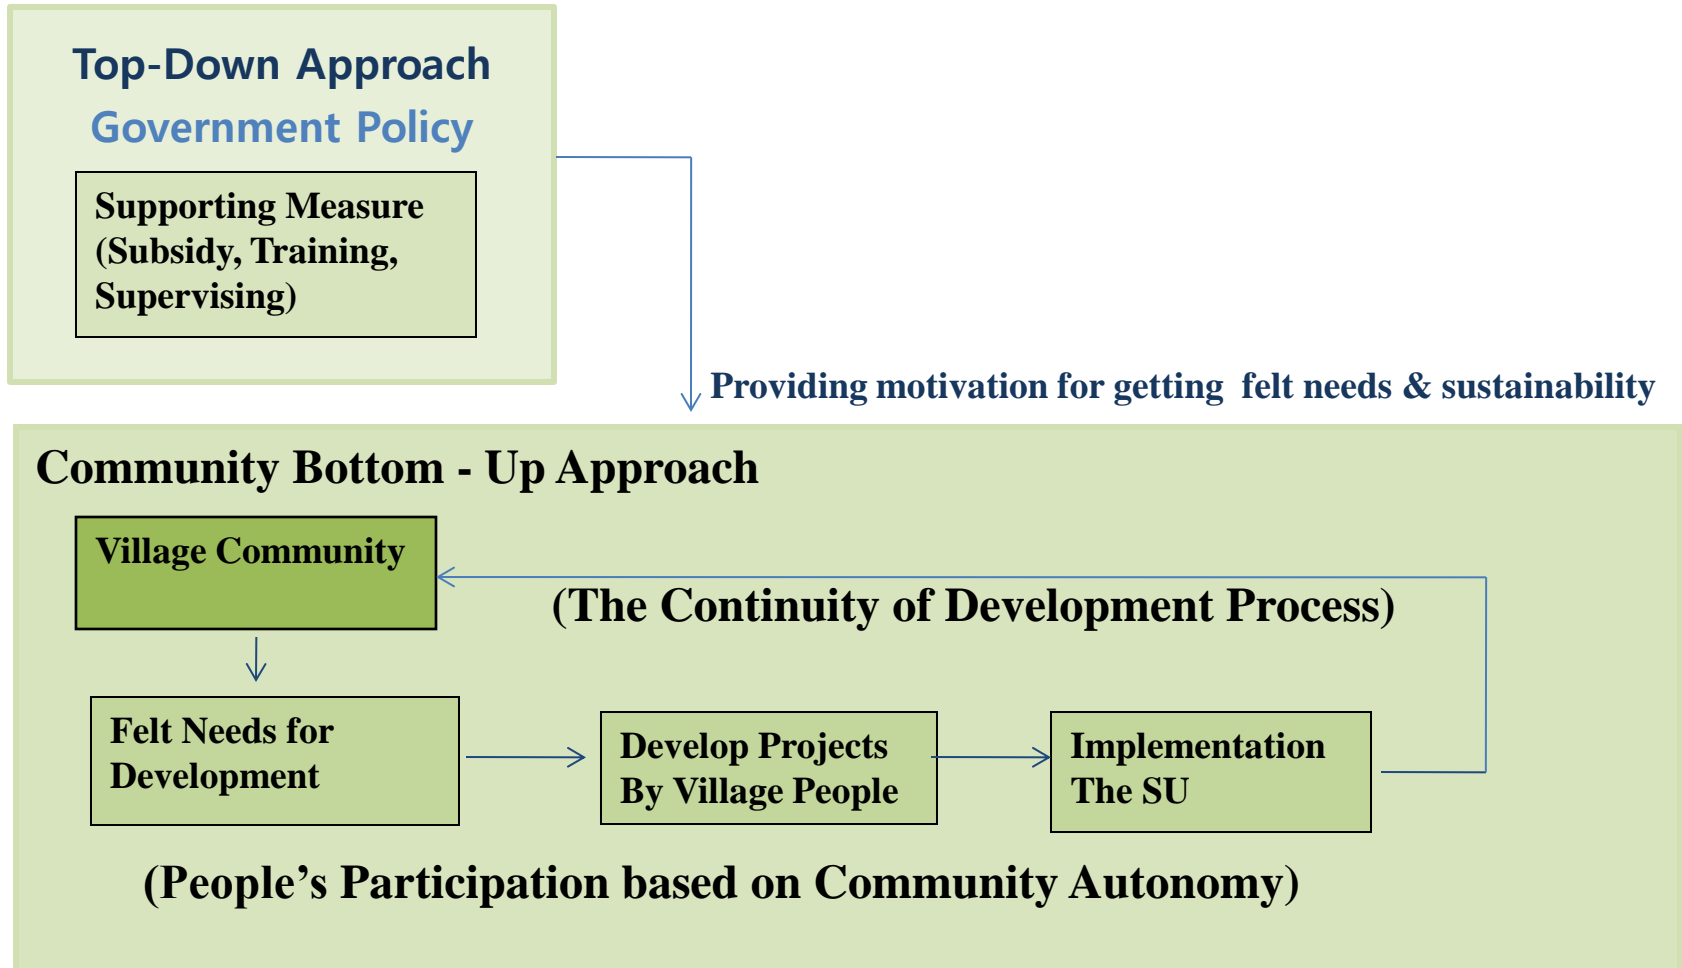 Top-Down Approach
Government Policy
Supporting Measure
(Subsidy, Training,
Supervising)
Providing motivation for getting  felt needs & sustainability
Community Bottom - Up Approach
Village Community
(The Continuity of Development Process)
Felt Needs for
Development
Develop Projects
By Village People
Implementation
The SU
(People’s Participation based on Community Autonomy)